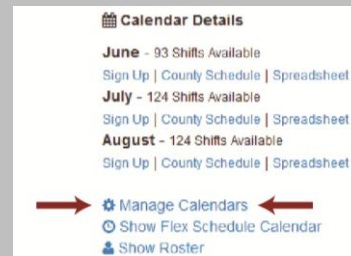 Calendar Details
June - 93 Shifts Available
Sign Up | County Schedule | Spreadsheet
July - 124 Shifts Available
Sign Up | County Schedule | Spreadsheet
August - 124 Shifts Available
Sign Up | County Schedule | Spreadsheet
Manage Calendars
Show Flex Schedule Calendar
Show Roster